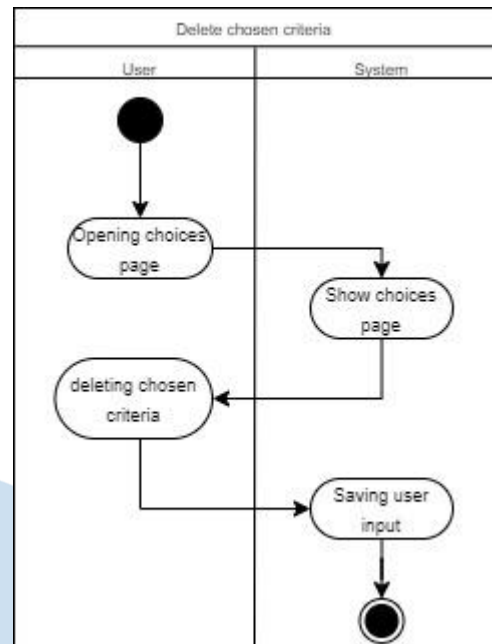 Delete chosen criteria
User
System
Opening choices
page
Show choices
page
deleting chosen
criteria
Saving user
input